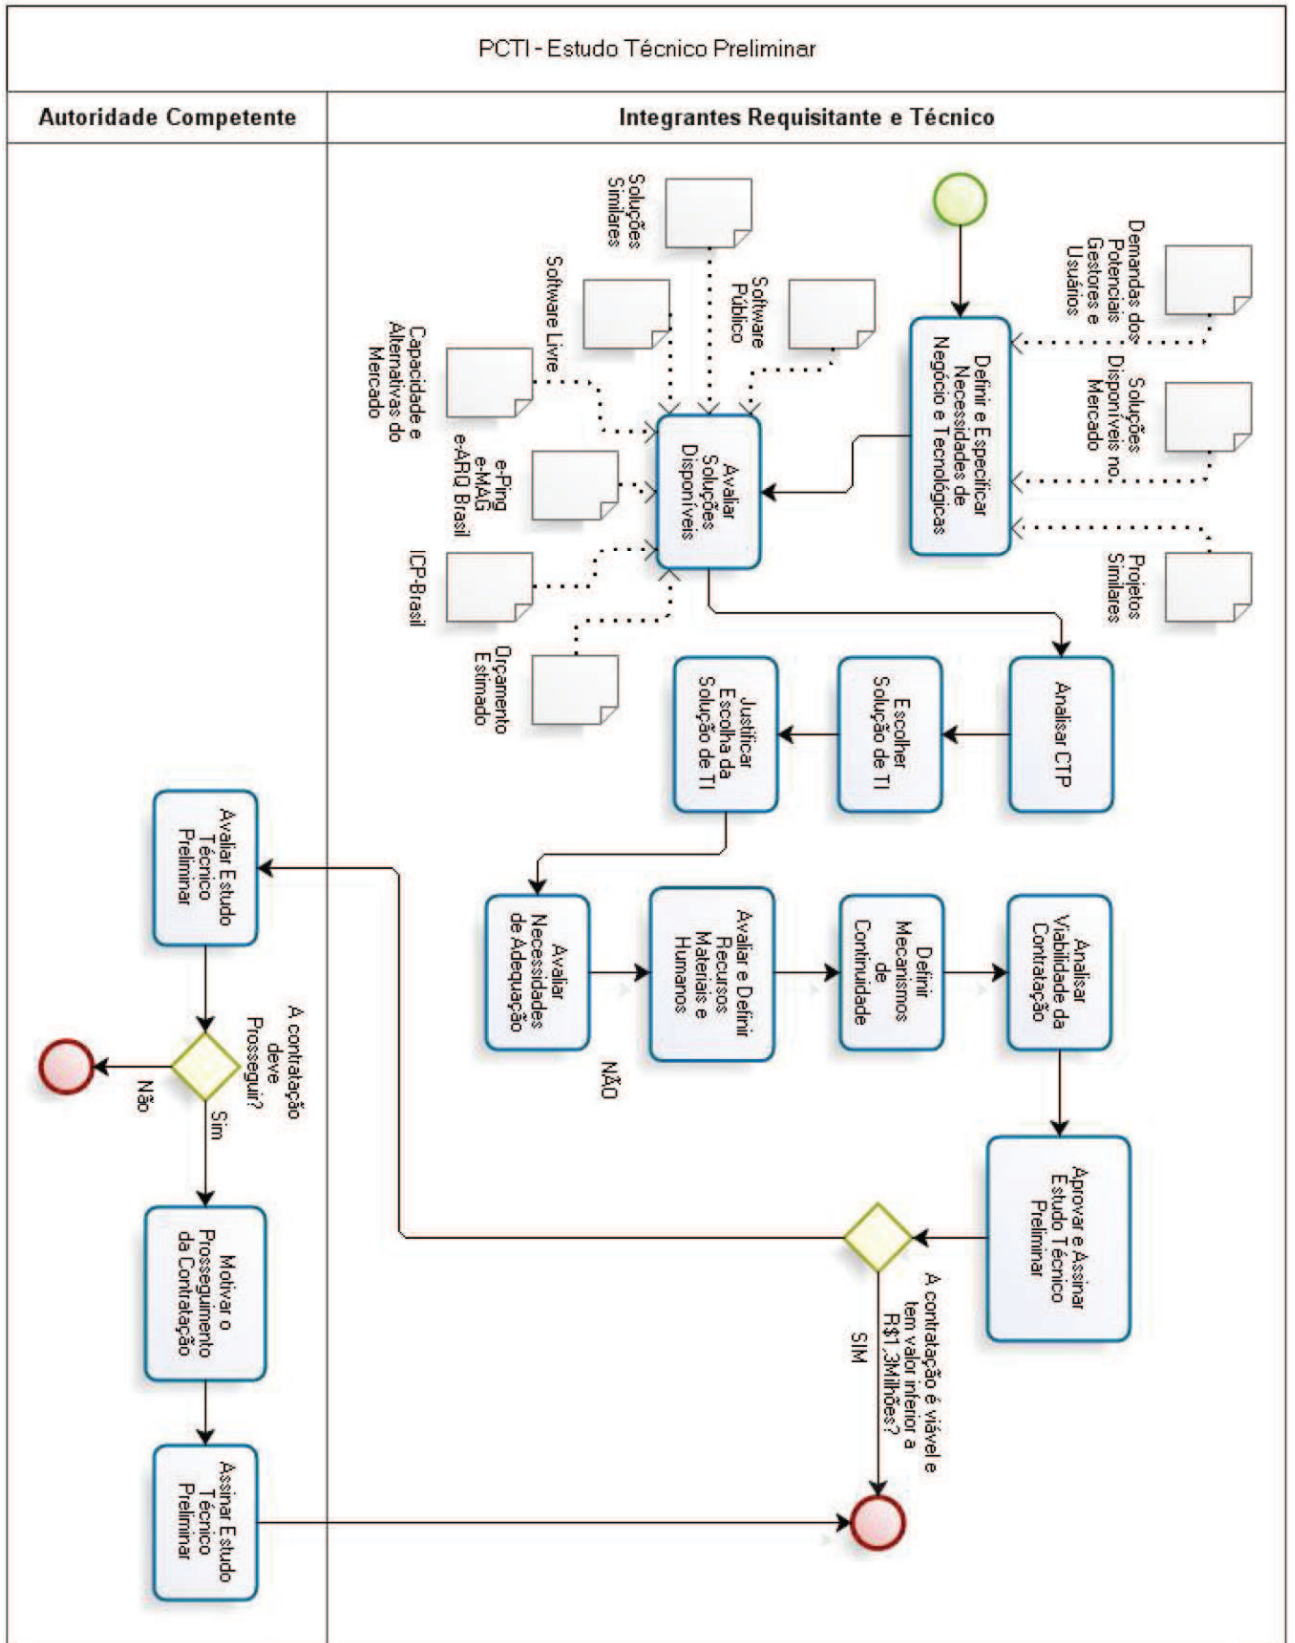 PCTI - Estudo Técnico Preliminar
Autoridade Competente
Integrantes Requisitante e Técnico
Demandas dos
Potenciais
Gestores e
Usuários
Soluções
Disponíveis no
Mercado
Projetos
Similares
Definir e Especificar
Necessidades de
Negócio e Tecnológicas
Software
Público
Soluções
Similares
Software Livre
Capacidade e
Alternativas do
Mercado
e-Ping
e-MAG
e-ARQ Brasil
ICP-Brasil
Orçamento
Estimado
Avaliar
Soluções
Disponíveis
Analisar CTP
Escolher
Solução de TI
Justificar
Escolha da
Solução de TI
Avaliar
Necessidades
de Adequação
Avaliar e Definir
Recursos
Materiais e
Humanos
Definir
Mecanismos
de
Continuidade
Analisar
Viabilidade da
Contratação
Aprovar e Assinar
Estudo Técnico
Preliminar
A contratação é viável e
tem valor inferior a
R$1,3Milhões?
SIM
NÃO
Avaliar Estudo
Técnico
Preliminar
A contratação
deve
Prosseguir?
Não
Sim
Motivar o
Prosseguimento
da Contratação
Assinar Estudo
Técnico
Preliminar